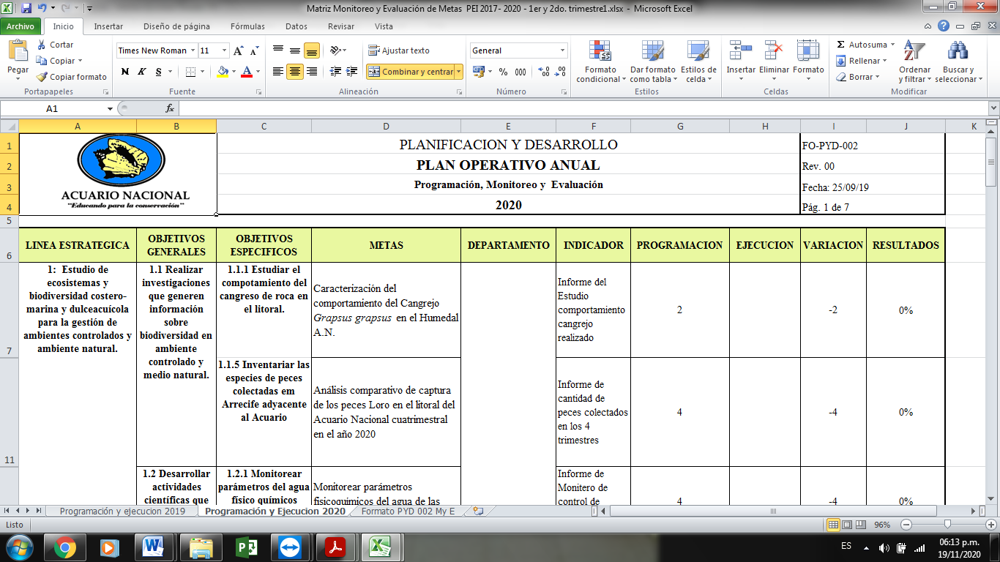 Matriz Monitoreo y Evaluación de Metas PEI 2017- 2020 - 1er y 2do. trimestre1.xlsx - Microsoft Excel
Archivo Inicio Insertar Diseño de página Fórmulas Datos Revisar Vista
Pegar
Cortar
Copiar
Copiar formato
Portapapeles
Times New Roman 11
N K S
Fuente
Ajustar texto
Combinar y centrar
Alineación
General
% 000
Número
Formato condicional
Dar formato como tabla
Estilos de celda
Estilos
Insertar Eliminar Formato
Celdas
Autosuma
Rellenar
Borrar
Ordenar y filtrar
Buscar y seleccionar
Modificar
A1 fx
A B C D E F G H I J K
1
2
3
4
5
6
7
11
ACUARIO NACIONAL
“Educando para la conservación”
PLANIFICACION Y DESARROLLO
PLAN OPERATIVO ANUAL
Programación, Monitoreo y Evaluación
2020
FO-PYD-002
Rev. 00
Fecha: 25/09/19
Pág. 1 de 7
LINEA ESTRATEGICA
OBJETIVOS
GENERALES
OBJETIVOS
ESPECIFICOS
METAS
DEPARTAMENTO
INDICADOR
PROGRAMACION
EJECUCION
VARIACION
RESULTADOS
1: Estudio de
ecosistemas y
biodiversidad costero-
marina y dulceacuícola
para la gestión de
ambientes controlados y
ambiente natural.
1.1 Realizar
investigaciones
que generen
información
sobre
biodiversidad en
ambiente
controlado y
medio natural.
1.1.1 Estudiar el
compotamiento del
cangreso de roca en
el litoral.
Caracterización del
comportamiento del Cangrejo
Grapsus grapsus en el Humedal
A.N.
Informe del
Estudio
comportamiento
cangrejo
realizado
2
-2
0%
1.1.5 Inventariar las
especies de peces
colectadas em
Arrecife adyacente
al Acuario
Análisis comparativo de captura
de los peces Loro en el litoral del
Acuario Nacional cuatrimestral
en el año 2020
Informe de
cantidad de
peces colectados
en los 4
trimestres
4
-4
0%
1.2 Desarrollar
actividades
científicas que
1.2.1 Monitorear
parámetros del agua
físico químicos
Monitorear parámetros
fisicoquimicos del agua de las
Informe de
Monitero de
control de
4
-4
0%
Programación y ejecucion 2019
Programación y Ejecucion 2020
Formato PYD 002 My E
Listo
96%
ES
06:13 p.m.
19/11/2020